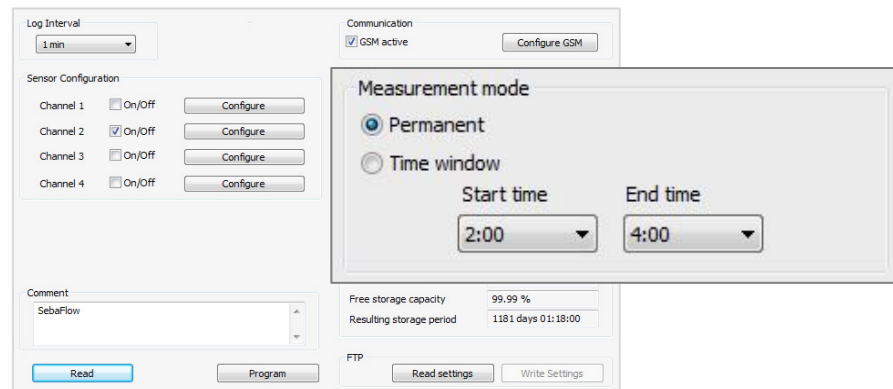 Log Interval
1 min
Communication
GSM active
Configure GSM
Sensor Configuration
Channel 1 On/Off Configure
Channel 2 On/Off Configure
Channel 3 On/Off Configure
Channel 4 On/Off Configure
Measurement mode
Permanent
Time window
Start time End time
2:00 4:00
Comment
SebaFlow
Free storage capacity 99.99 %
Resulting storage period 1181 days 01:18:00
Read Program
FTP
Read settings Write Settings